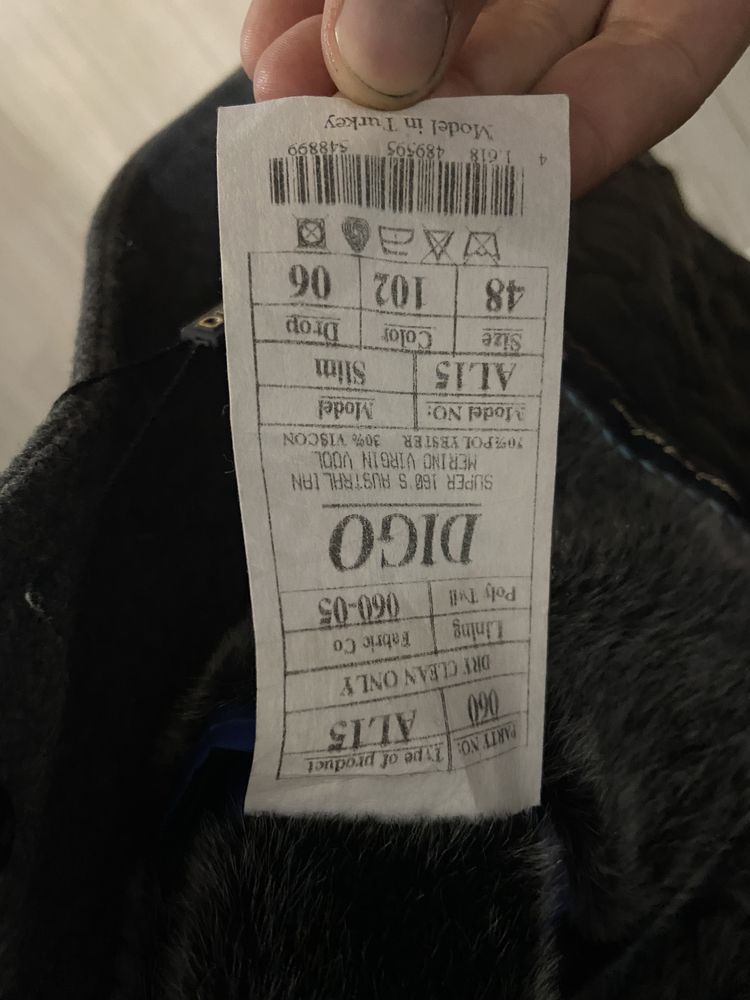 PARTY NO: Type of product
060 AL15
DRY CLEAN ONLY
Lining Fabric Co
Poly Twil 060-05
DIGO
SUPER 160'S AUSTRALIAN
MERINO VIRGIN WOOL
70%POLYESTER 30% VISCON
Model NO: Model
AL15 Slim
Size Color Drop
48 102 06
4 1.618 489595 548899
Model in Turkey